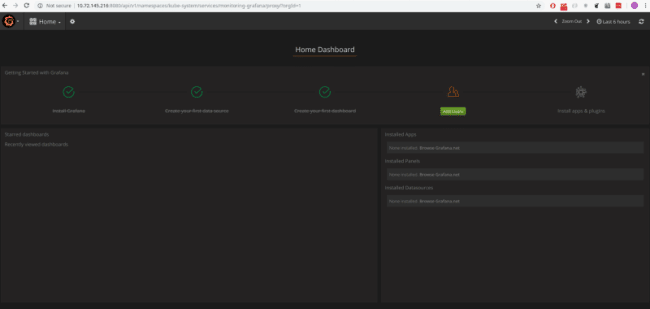 Not secure | 10.72.145.218:8080/api/v1/namespaces/kube-system/services/monitoring-grafana/proxy/?orgId=1
Home
Zoom Out
Last 6 hours
Home Dashboard
Getting Started with Grafana
Install Grafana
Create your first data source
Create your first dashboard
Add Users
Install apps & plugins
Starred dashboards
Recently viewed dashboards
Installed Apps
None installed. Browse Grafana.net
Installed Panels
None installed. Browse Grafana.net
Installed Datasources
None installed. Browse Grafana.net